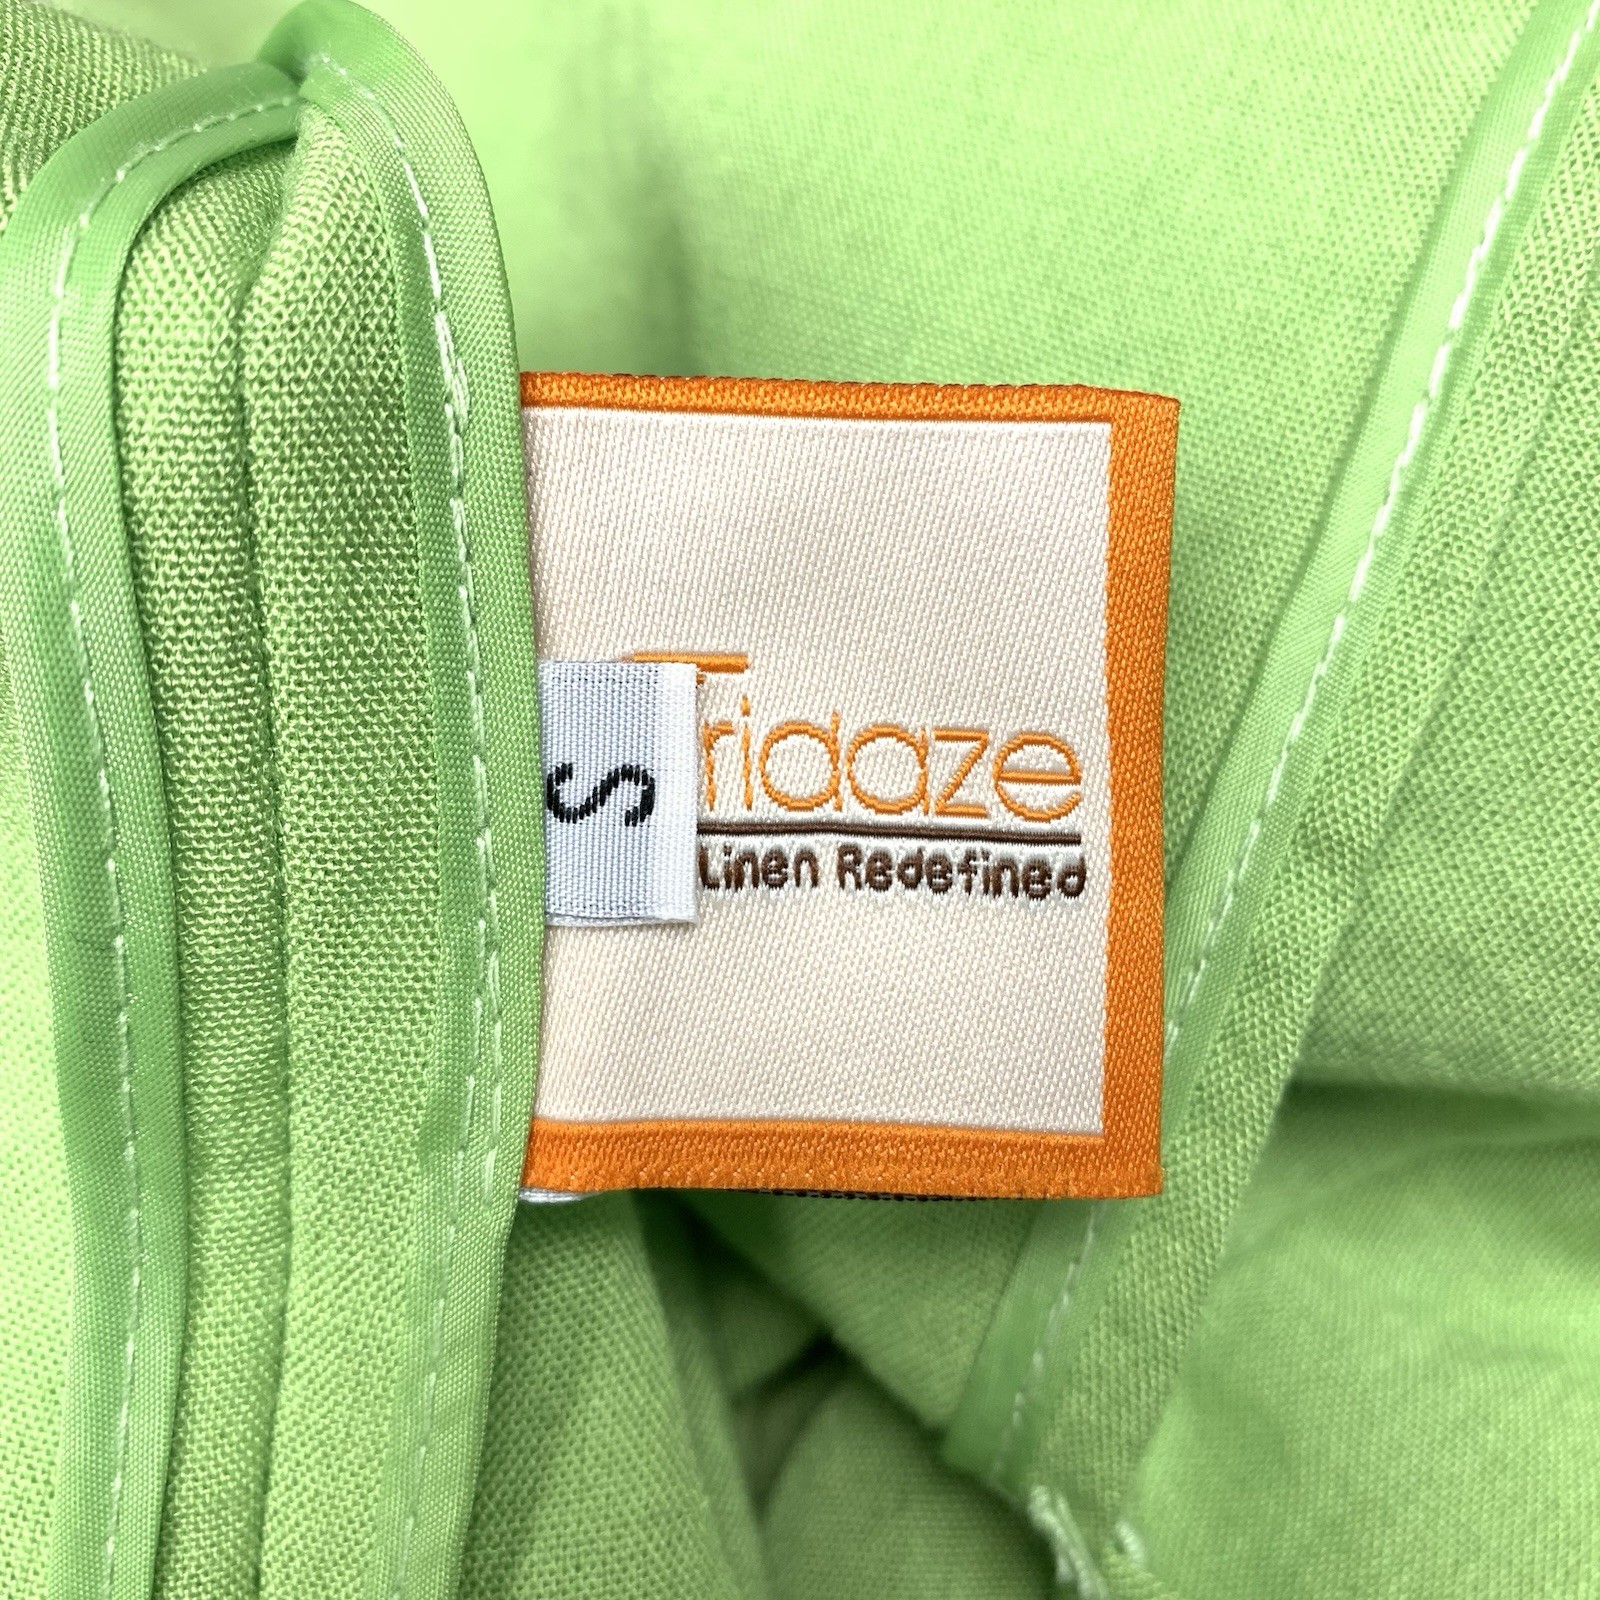 Tridaze
Linen Redefined
S